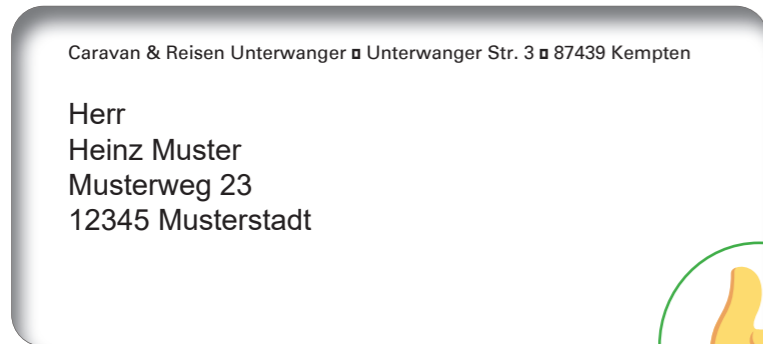 Caravan & Reisen Unterwanger ▯ Unterwanger Str. 3 ▯ 87439 Kempten
Herr
Heinz Muster
Musterweg 23
12345 Musterstadt